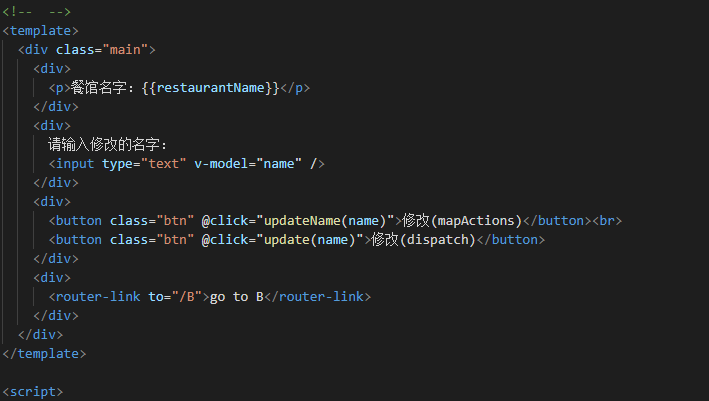 <!--  -->
<template>
  <div class="main">
    <div>
      <p>餐馆名字：{{restaurantName}}</p>
    </div>
    <div>
      请输入修改的名字：
      <input type="text" v-model="name" />
    </div>
    <div>
      <button class="btn" @click="updateName(name)">修改(mapActions)</button><br>
      <button class="btn" @click="update(name)">修改(dispatch)</button>
    </div>
    <div>
      <router-link to="/B">go to B</router-link>
    </div>
  </div>
</template>

<script>